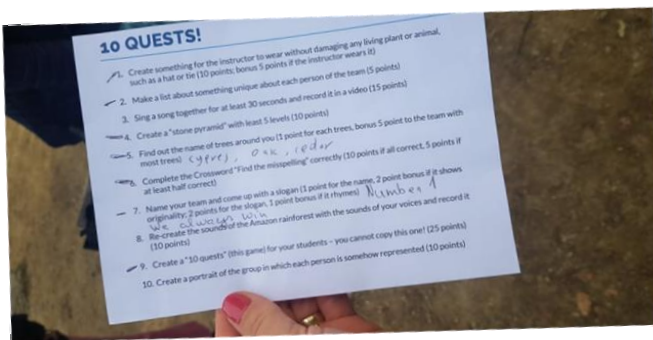 10 QUESTS!
1. Create something for the instructor to wear without damaging any living plant or animal,
such as a hat or tie (10 points; bonus 5 points if the instructor wears it)
2. Make a list about something unique about each person of the team (5 points)
3. Sing a song together for at least 30 seconds and record it in a video (15 points)
4. Create a "stone pyramid" with least 5 levels (10 points)
5. Find out the name of trees around you (1 point for each trees, bonus 5 point to the team with
most trees) cypres, oak, cedar
6. Complete the Crossword "Find the misspelling" correctly (10 points if all correct, 5 points if
at least half correct)
7. Name your team and come up with a slogan (1 point for the name, 2 point bonus if it shows
originality; 2 points for the slogan, 1 point bonus if it rhymes) Number 1
We always win
8. Re-create the sounds of the Amazon rainforest with the sounds of your voices and record it
(10 points)
9. Create a "10 quests" (this game) for your students – you cannot copy this one! (25 points)
10. Create a portrait of the group in which each person is somehow represented (10 points)